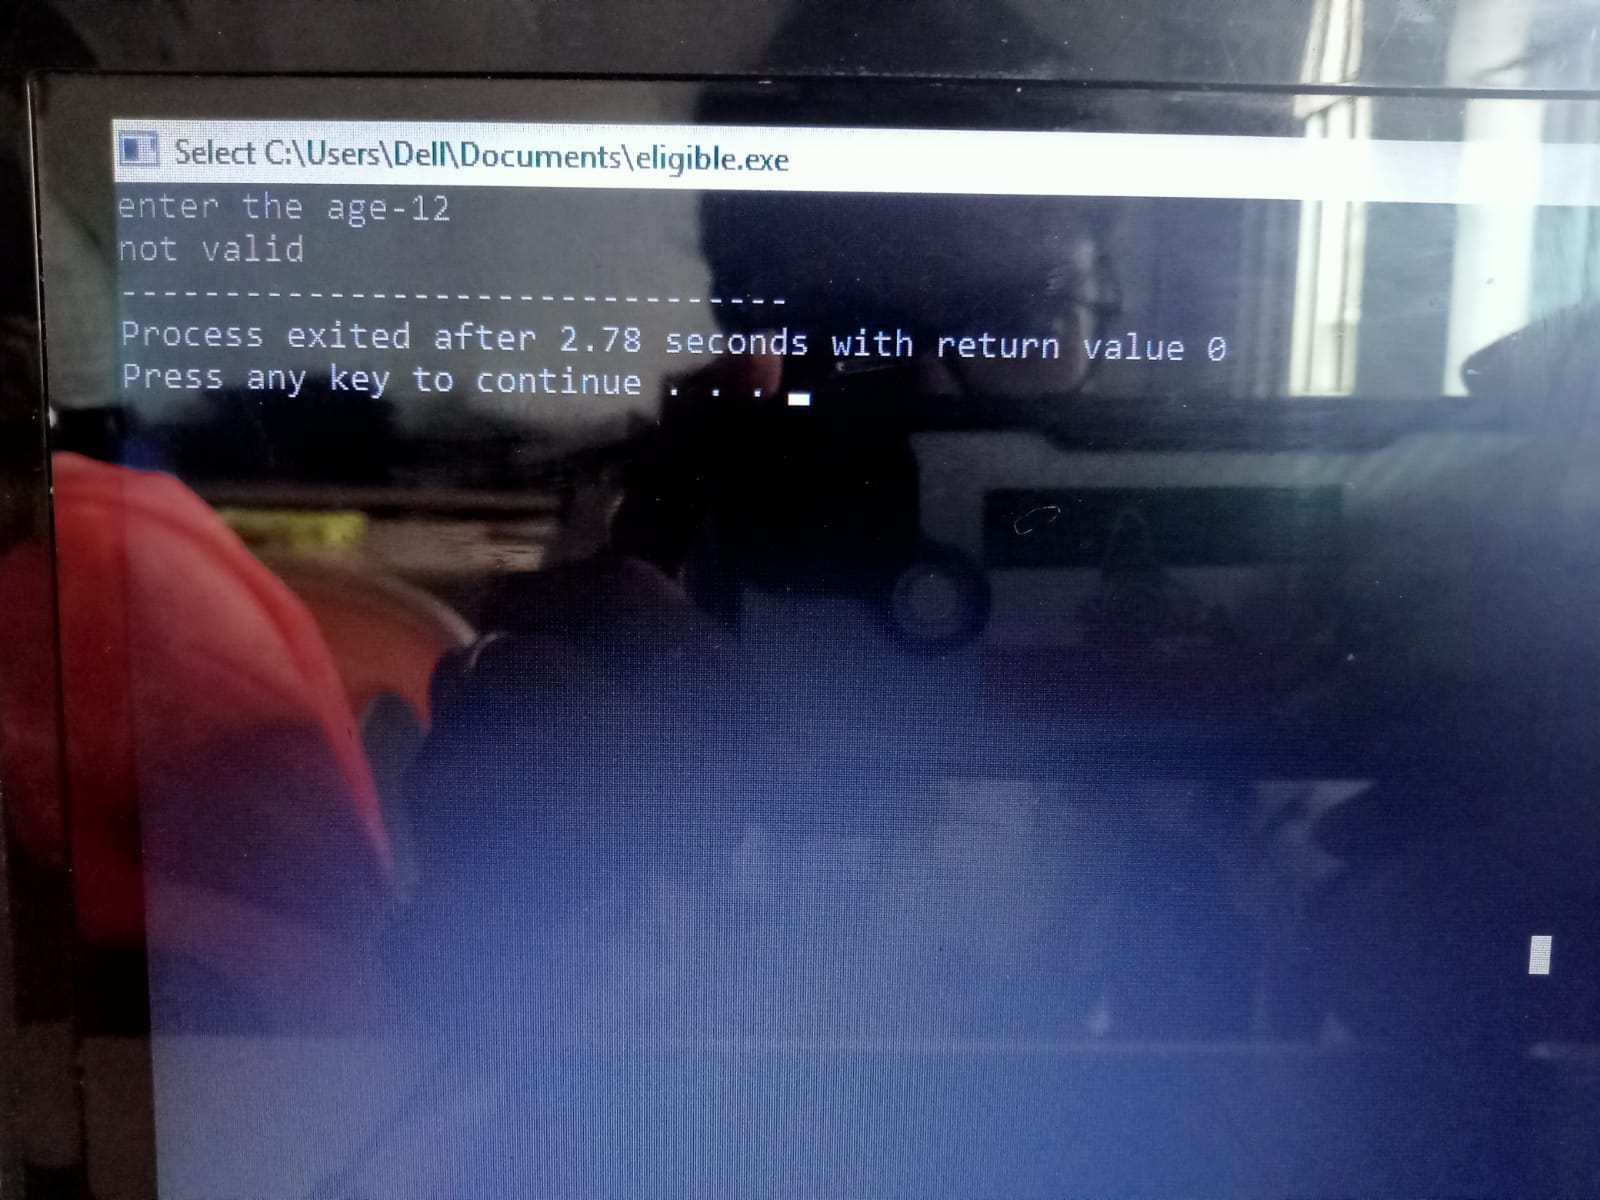 Select C:\Users\Dell\Documents\eligible.exe
enter the age-12
not valid
--------------------------------
Process exited after 2.78 seconds with return value 0
Press any key to continue . . .